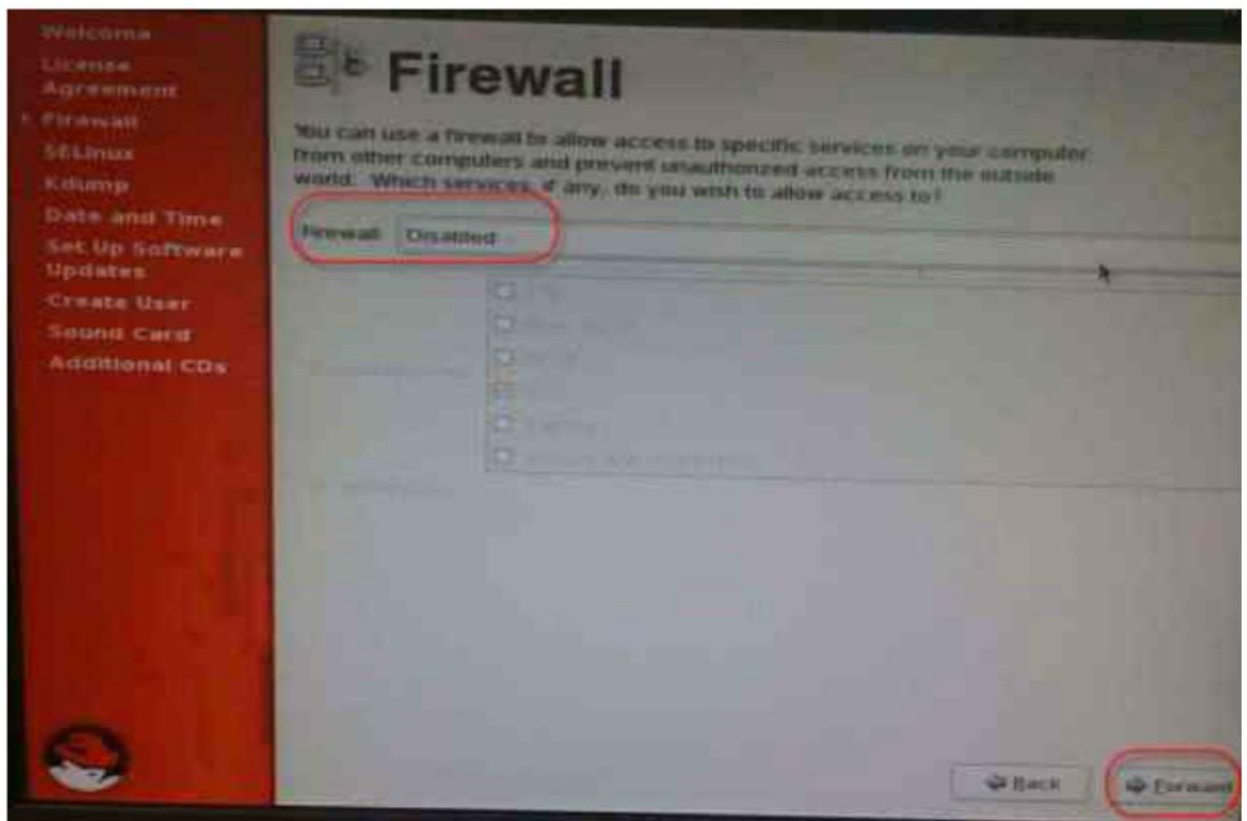 Welcome
License
Agreement
Firewall
SELinux
Kdump
Date and Time
Set Up Software
Updates
Create User
Sound Card
Additional CDs
Firewall
You can use a firewall to allow access to specific services on your computer
from other computers and prevent unauthorized access from the outside
world. Which services, if any, do you wish to allow access to?
Firewall: Disabled
Back
Forward